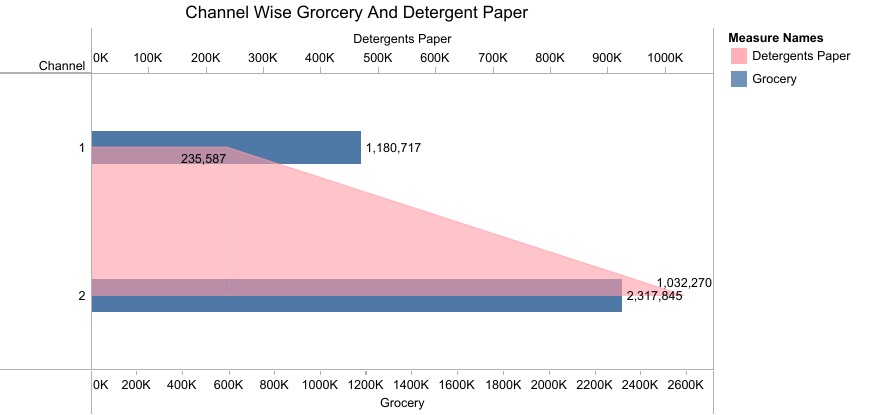 Channel Wise Grorcery And Detergent Paper
Detergents Paper
Channel
0K 100K 200K 300K 400K 500K 600K 700K 800K 900K 1000K
Measure Names
Detergents Paper
Grocery
1
1,180,717
235,587
2
1,032,270
2,317,845
0K 200K 400K 600K 800K 1000K 1200K 1400K 1600K 1800K 2000K 2200K 2400K 2600K
Grocery